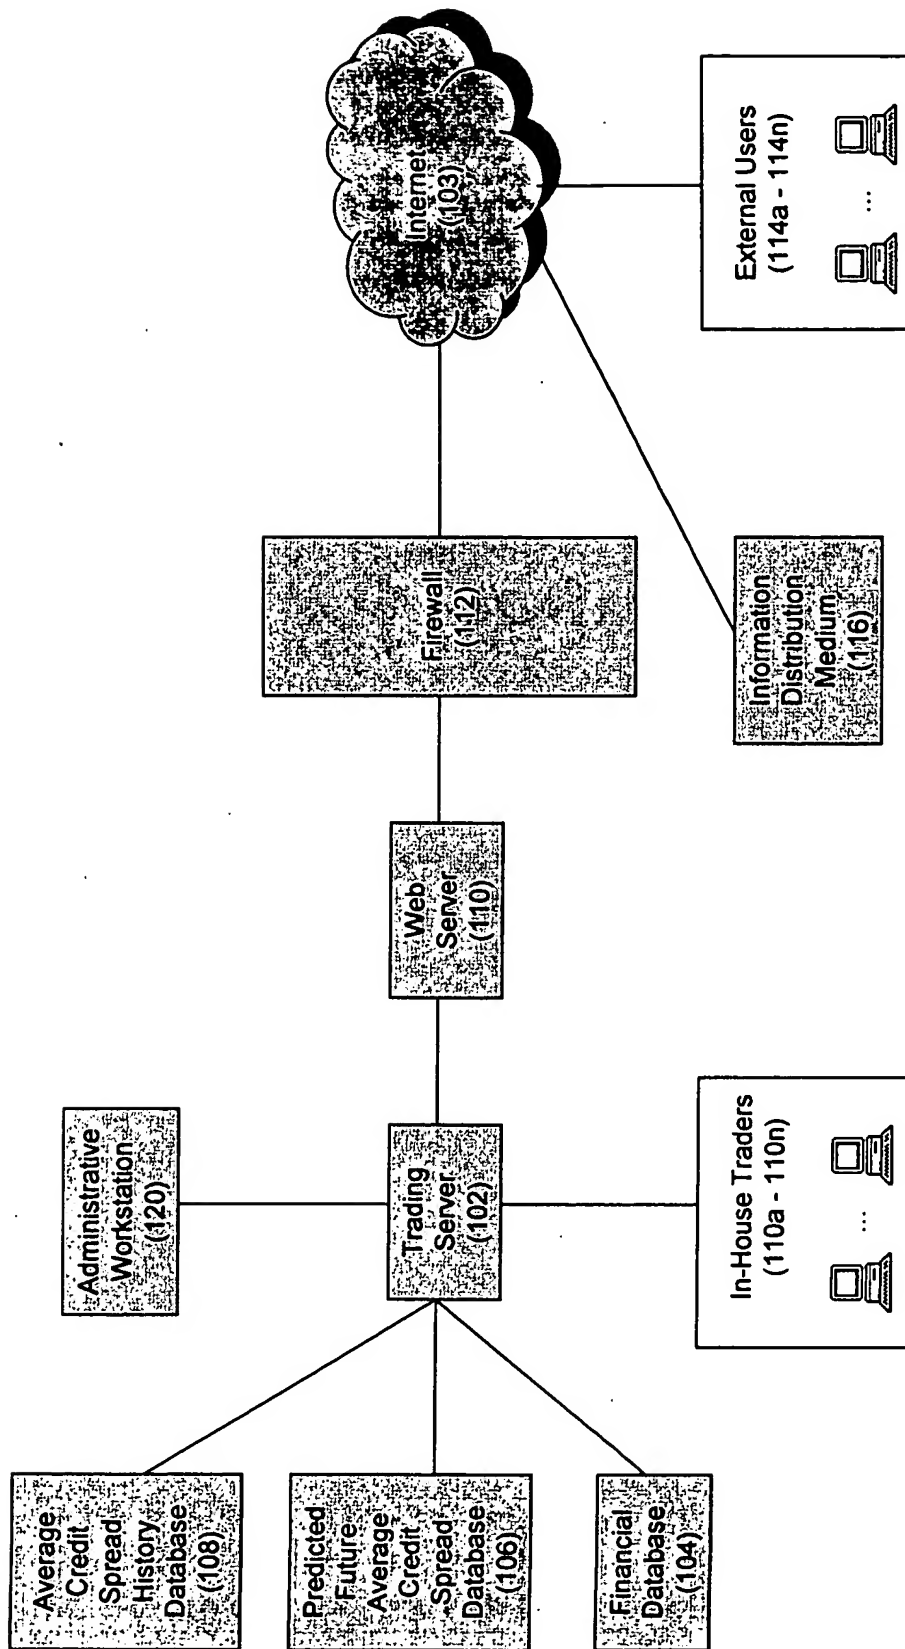 Average
Credit
Spread
History
Database
(108)
Predicted
Future
Average
Credit
Spread
Database
(106)
Financial
Database
(104)
Administrative
Workstation
(120)
Trading
Server
(102)
In-House Traders
(110a - 110n)
...
Web
Server
(110)
Firewall
(112)
Information
Distribution
Medium
(116)
Internet
(103)
External Users
(114a - 114n)
...